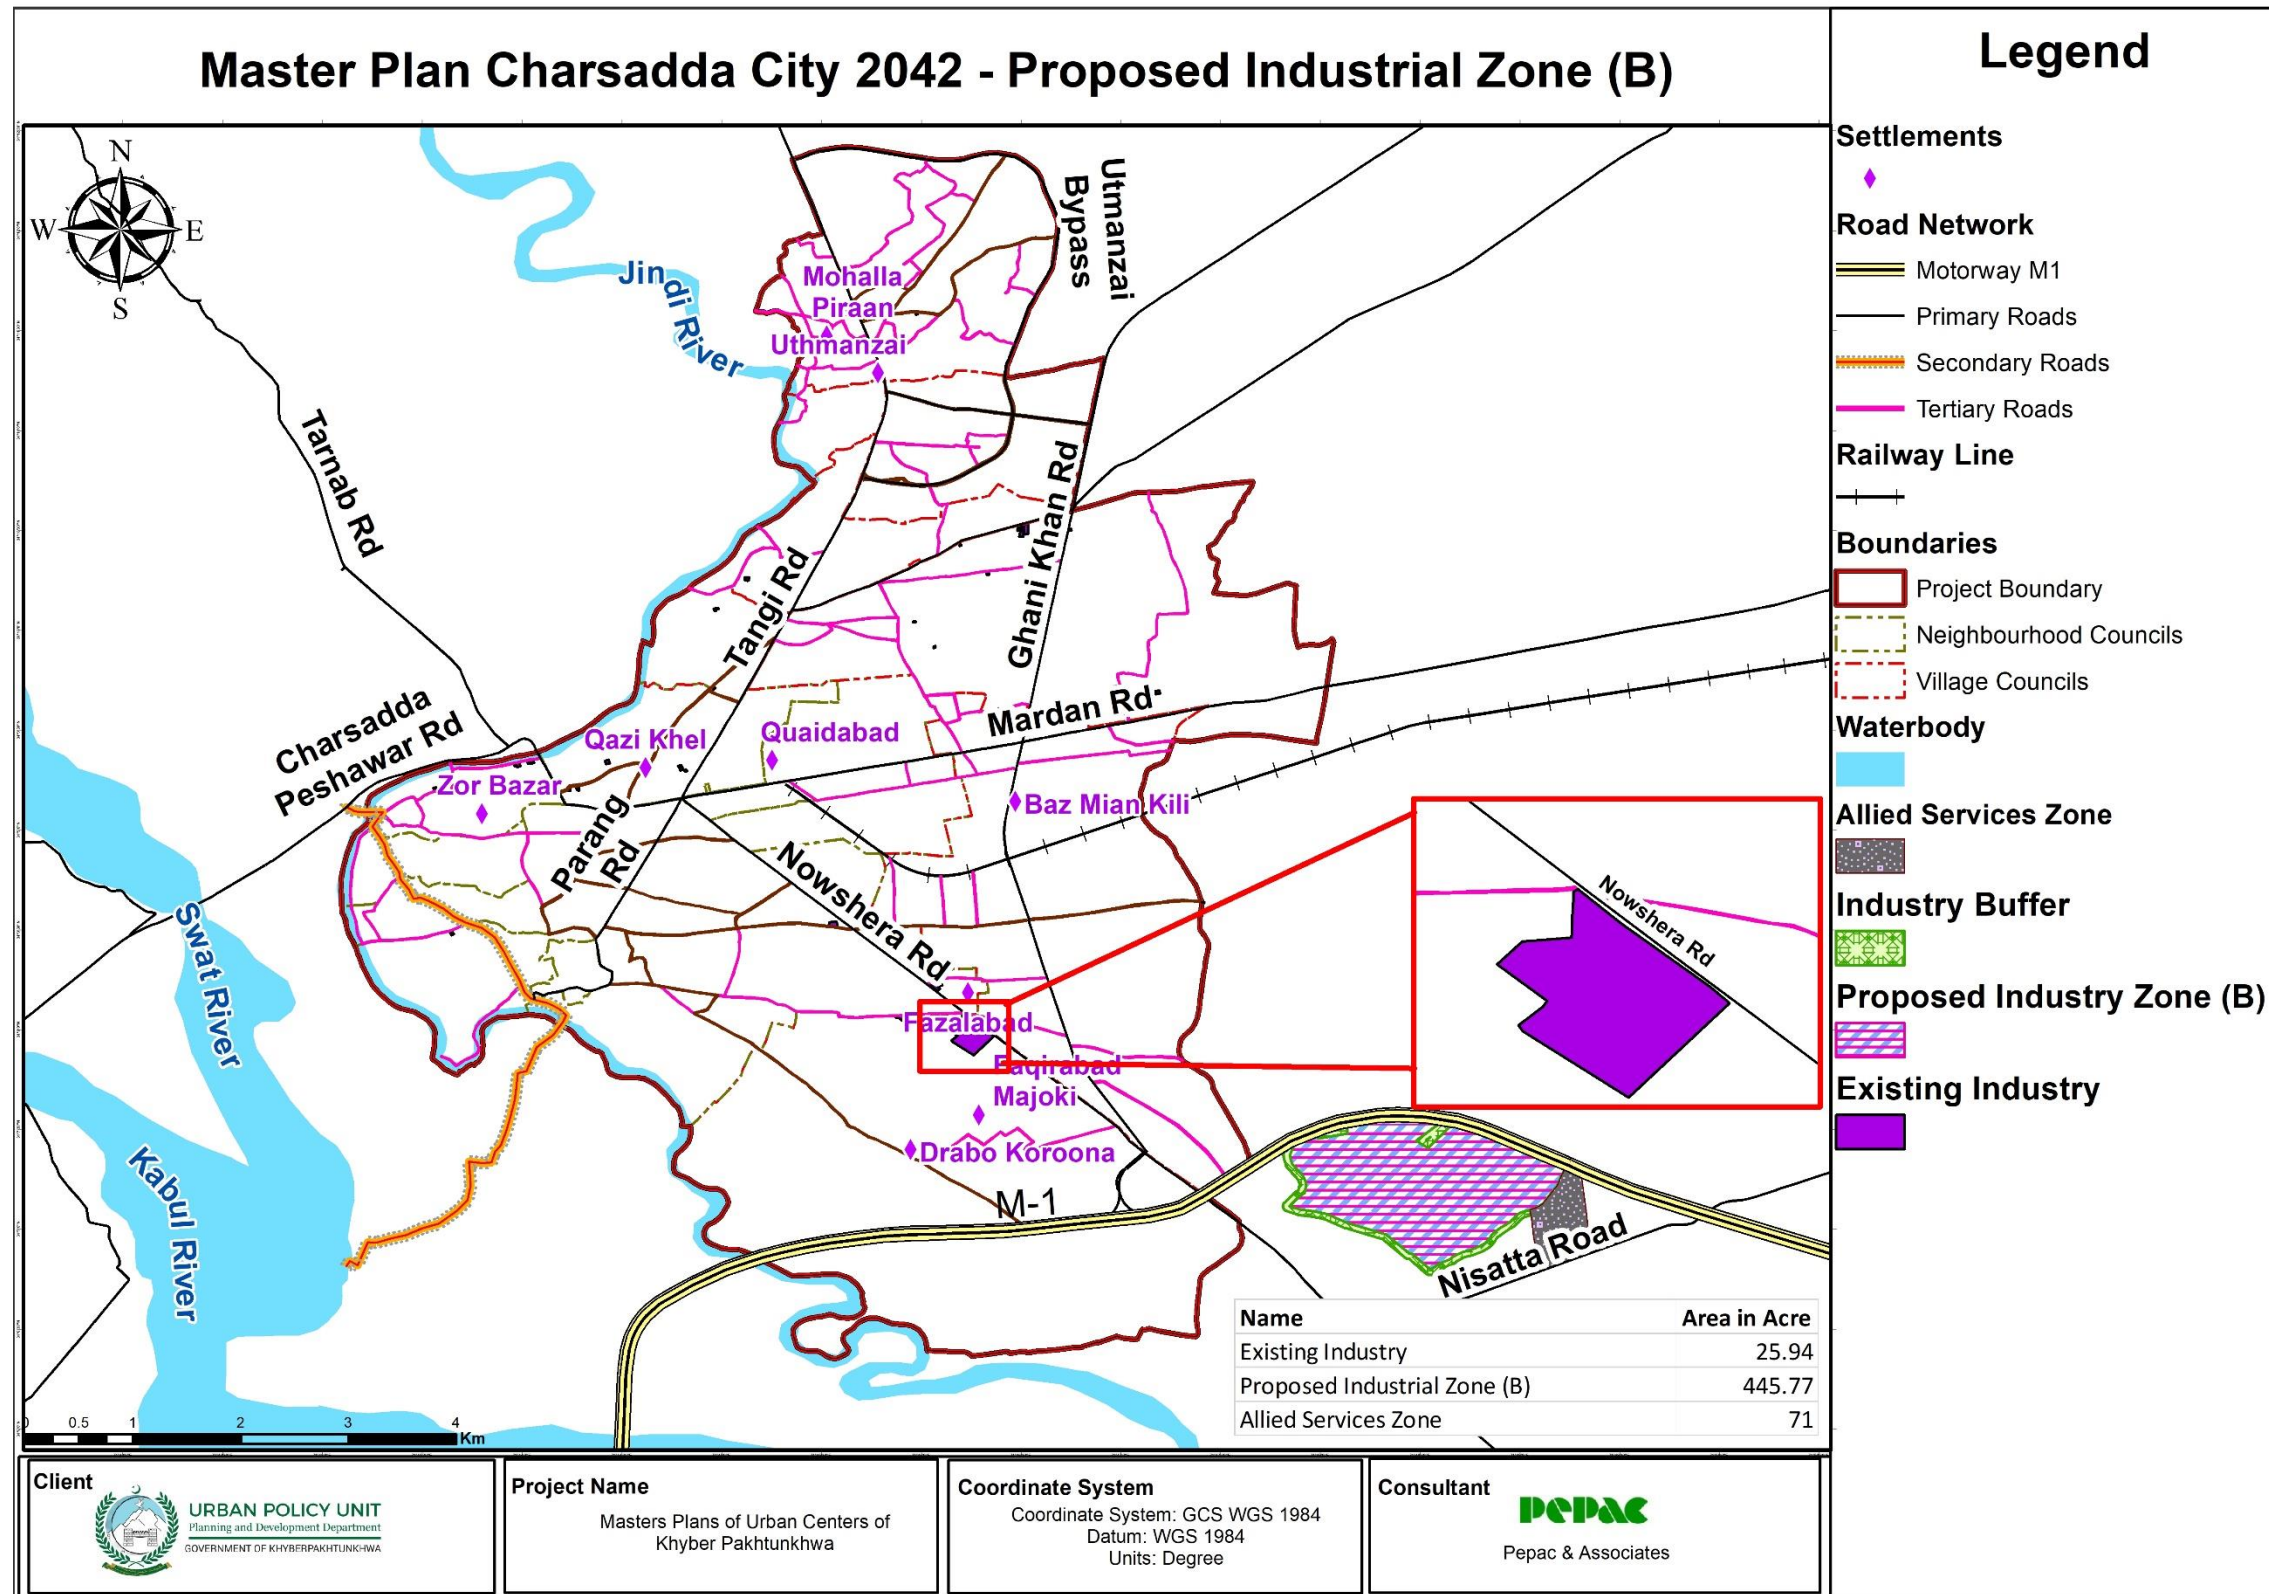 Master Plan Charsadda City 2042 - Proposed Industrial Zone (B)
N
W
E
S
Jindi River
Mohalla
Piraan
Uthmanzai
Utmanzai
Bypass
Tarnab Rd
Tangi Rd
Ghani Khan Rd
Charsadda
Peshawar Rd
Qazi Khel
Quaidabad
Mardan Rd
Zor Bazar
Baz Mian Kili
Parang
Rd
Nowshera Rd
Nowshera Rd
Swat River
Fazalabad
Faqirabad
Majoki
Drabo Koroona
Kabul River
M-1
Nisatta Road
Name Area in Acre
Existing Industry 25.94
Proposed Industrial Zone (B) 445.77
Allied Services Zone 71
0 0.5 1 2 3 4
Km
Legend
Settlements
Road Network
Motorway M1
Primary Roads
Secondary Roads
Tertiary Roads
Railway Line
Boundaries
Project Boundary
Neighbourhood Councils
Village Councils
Waterbody
Allied Services Zone
Industry Buffer
Proposed Industry Zone (B)
Existing Industry
Client
URBAN POLICY UNIT
Planning and Development Department
GOVERNMENT OF KHYBERPAKHTUNKHWA
Project Name
Masters Plans of Urban Centers of
Khyber Pakhtunkhwa
Coordinate System
Coordinate System: GCS WGS 1984
Datum: WGS 1984
Units: Degree
Consultant
PEPAC
Pepac & Associates